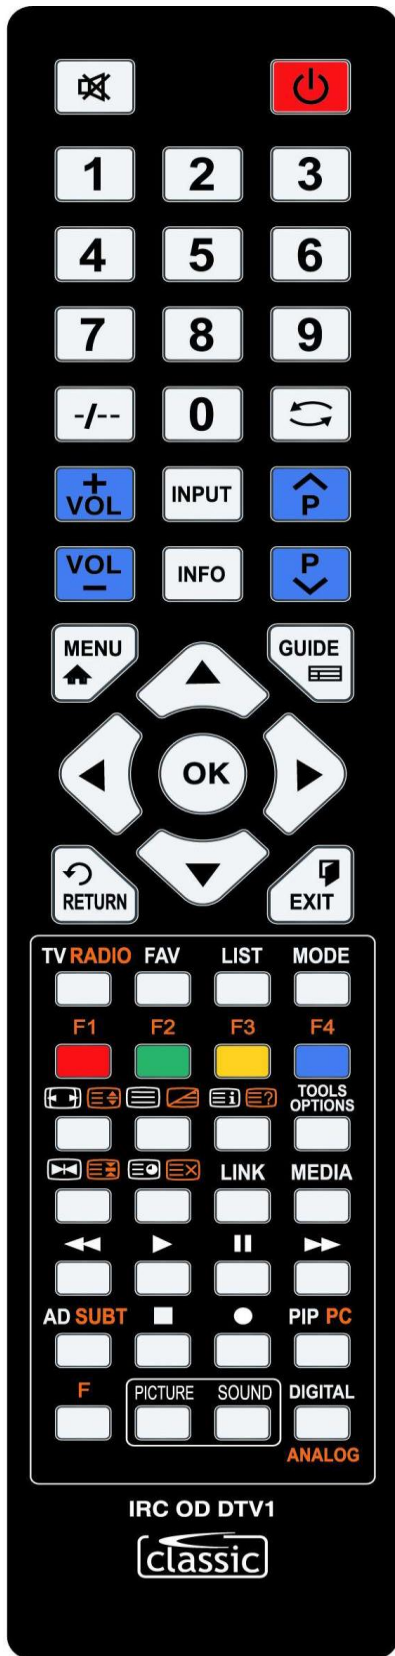 1 2 3
4 5 6
7 8 9
-/-- 0
+
VOL INPUT P
VOL
- INFO P
MENU GUIDE
OK
RETURN EXIT
TV RADIO FAV LIST MODE
F1 F2 F3 F4
i ? TOOLS
OPTIONS
LINK MEDIA
AD SUBT PIP PC
F PICTURE SOUND DIGITAL
ANALOG
IRC OD DTV1
classic